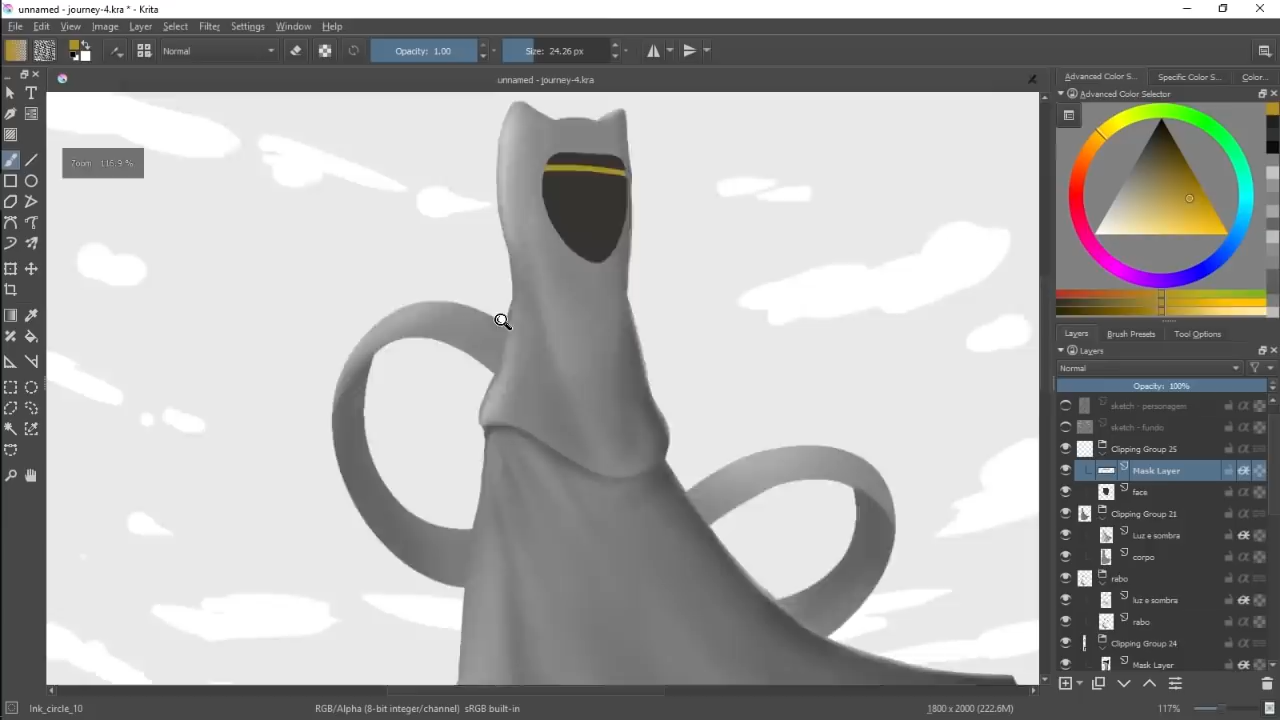 unnamed - journey-4.kra * - Krita
File Edit View Image Layer Select Filter Settings Window Help
Normal Opacity: 1.00 Size: 24.26 px
unnamed - journey-4.kra
Advanced Color S... Specific Color S... Color...
Advanced Color Selector
Zoom: 116.9 %
Layers Brush Presets Tool Options
Layers
Normal
Opacity: 100%
sketch - personagem
sketch - fundo
Clipping Group 25
Mask Layer
face
Clipping Group 21
Luz e sombra
corpo
rabo
luz e sombra
rabo
Clipping Group 24
Mask Layer
Ink_circle_10 RGB/Alpha (8-bit integer/channel) sRGB built-in 1800 x 2000 (222.6M) 117%